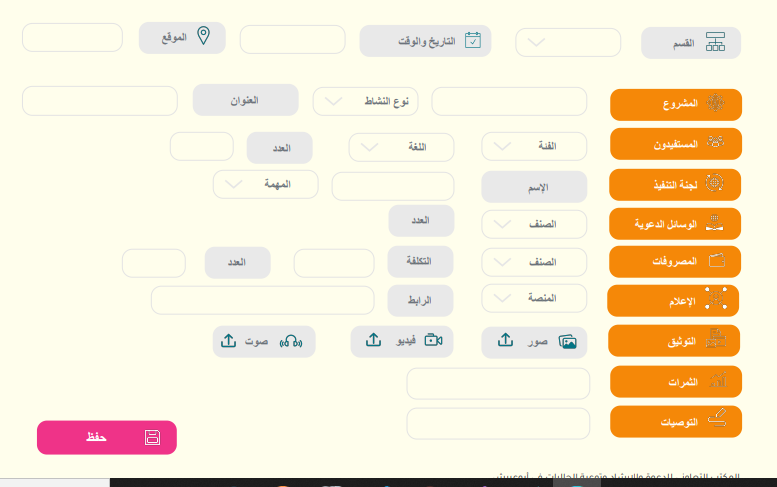 القسم التاريخ والوقت الموقع
المشروع نوع النشاط العنوان
المستفيدون الفئة اللغة العدد
لجنة التنفيذ الإسم المهمة
الوسائل الدعوية الصنف العدد
المصروفات الصنف التكلفة العدد
الإعلام المنصة الرابط
التوثيق صور فيديو صوت
الثمرات
التوصيات
حفظ